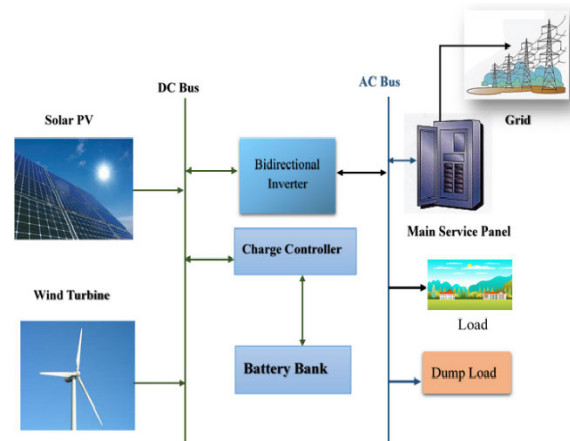 DC Bus
AC Bus
Grid
Solar PV
Bidirectional
Inverter
Main Service Panel
Charge Controller
Wind Turbine
Load
Battery Bank
Dump Load